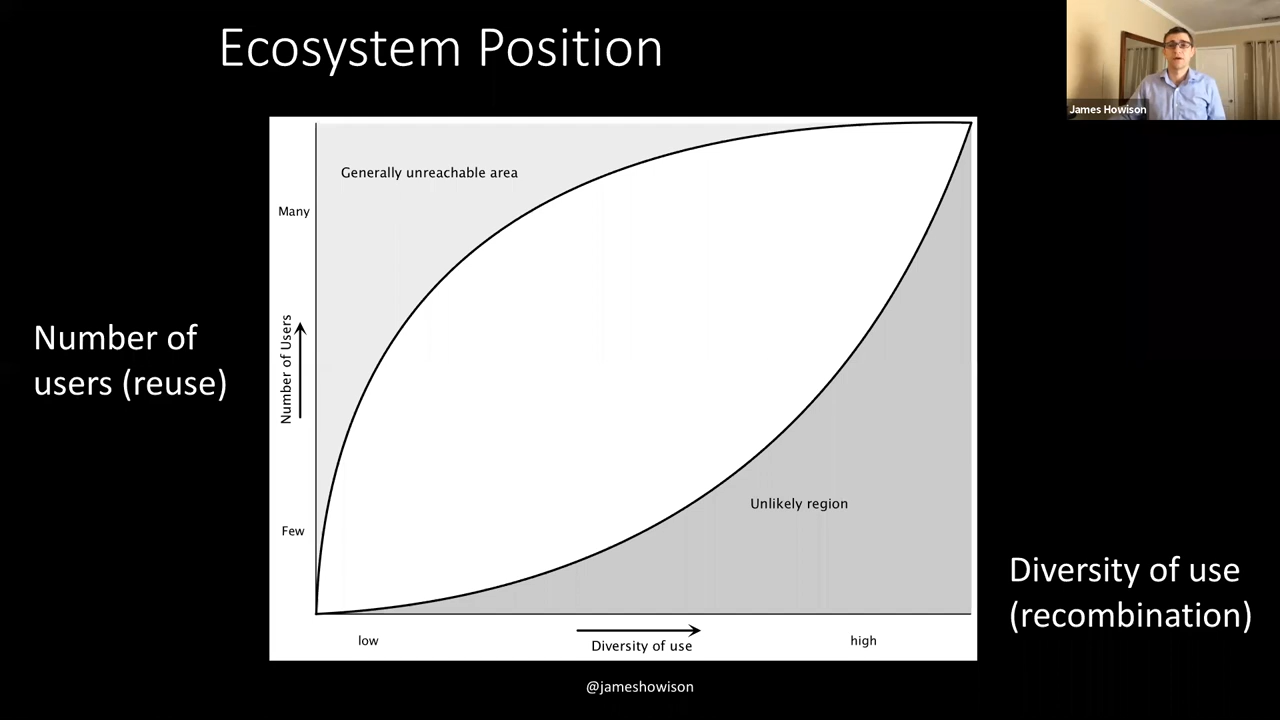 Ecosystem Position
James Howison
Generally unreachable area
Many
Number of Users
Number of
users (reuse)
Unlikely region
Few
Diversity of use
(recombination)
low
Diversity of use
high
@jameshowison